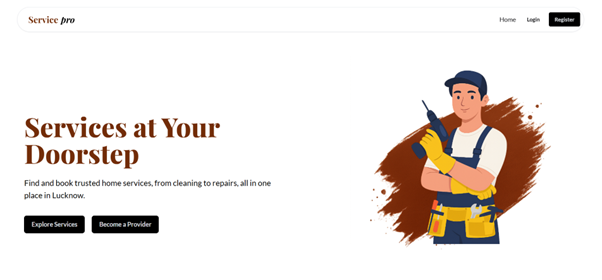 Service pro
Home
Login
Register
Services at Your
Doorstep
Find and book trusted home services, from cleaning to repairs, all in one
place in Lucknow.
Explore Services
Become a Provider